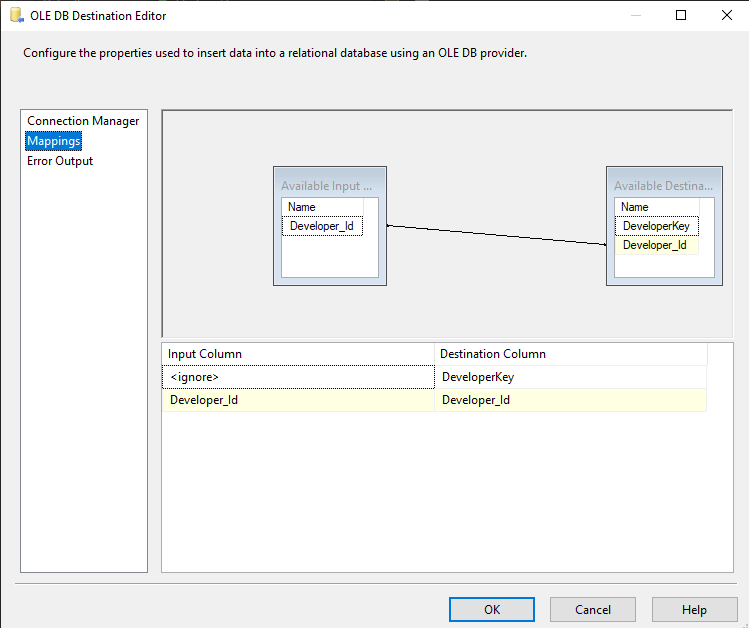 OLE DB Destination Editor
Configure the properties used to insert data into a relational database using an OLE DB provider.
Connection Manager
Mappings
Error Output
Available Input ...
Name
Developer_Id
Available Destina...
Name
DeveloperKey
Developer_Id
Input Column Destination Column
<ignore> DeveloperKey
Developer_Id Developer_Id
OK Cancel Help